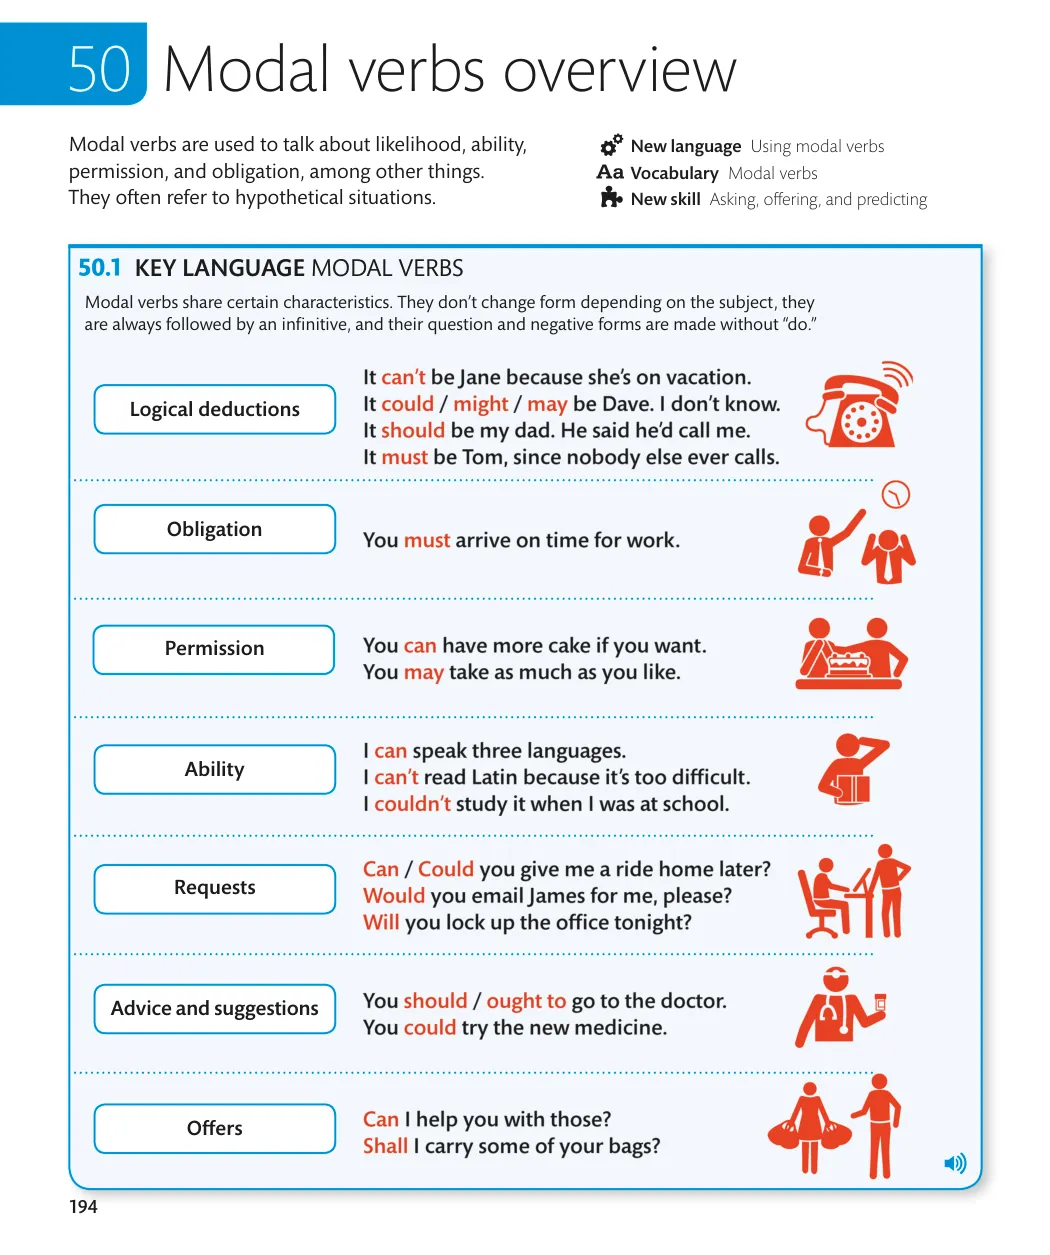 50 Modal verbs overview
Modal verbs are used to talk about likelihood, ability,
permission, and obligation, among other things.
They often refer to hypothetical situations.
New language Using modal verbs
Aa Vocabulary Modal verbs
New skill Asking, offering, and predicting
50.1 KEY LANGUAGE MODAL VERBS
Modal verbs share certain characteristics. They don’t change form depending on the subject, they
are always followed by an infinitive, and their question and negative forms are made without “do.”
Logical deductions
It can’t be Jane because she’s on vacation.
It could / might / may be Dave. I don’t know.
It should be my dad. He said he’d call me.
It must be Tom, since nobody else ever calls.
Obligation
You must arrive on time for work.
Permission
You can have more cake if you want.
You may take as much as you like.
Ability
I can speak three languages.
I can’t read Latin because it’s too difficult.
I couldn’t study it when I was at school.
Requests
Can / Could you give me a ride home later?
Would you email James for me, please?
Will you lock up the office tonight?
Advice and suggestions
You should / ought to go to the doctor.
You could try the new medicine.
Offers
Can I help you with those?
Shall I carry some of your bags?
194